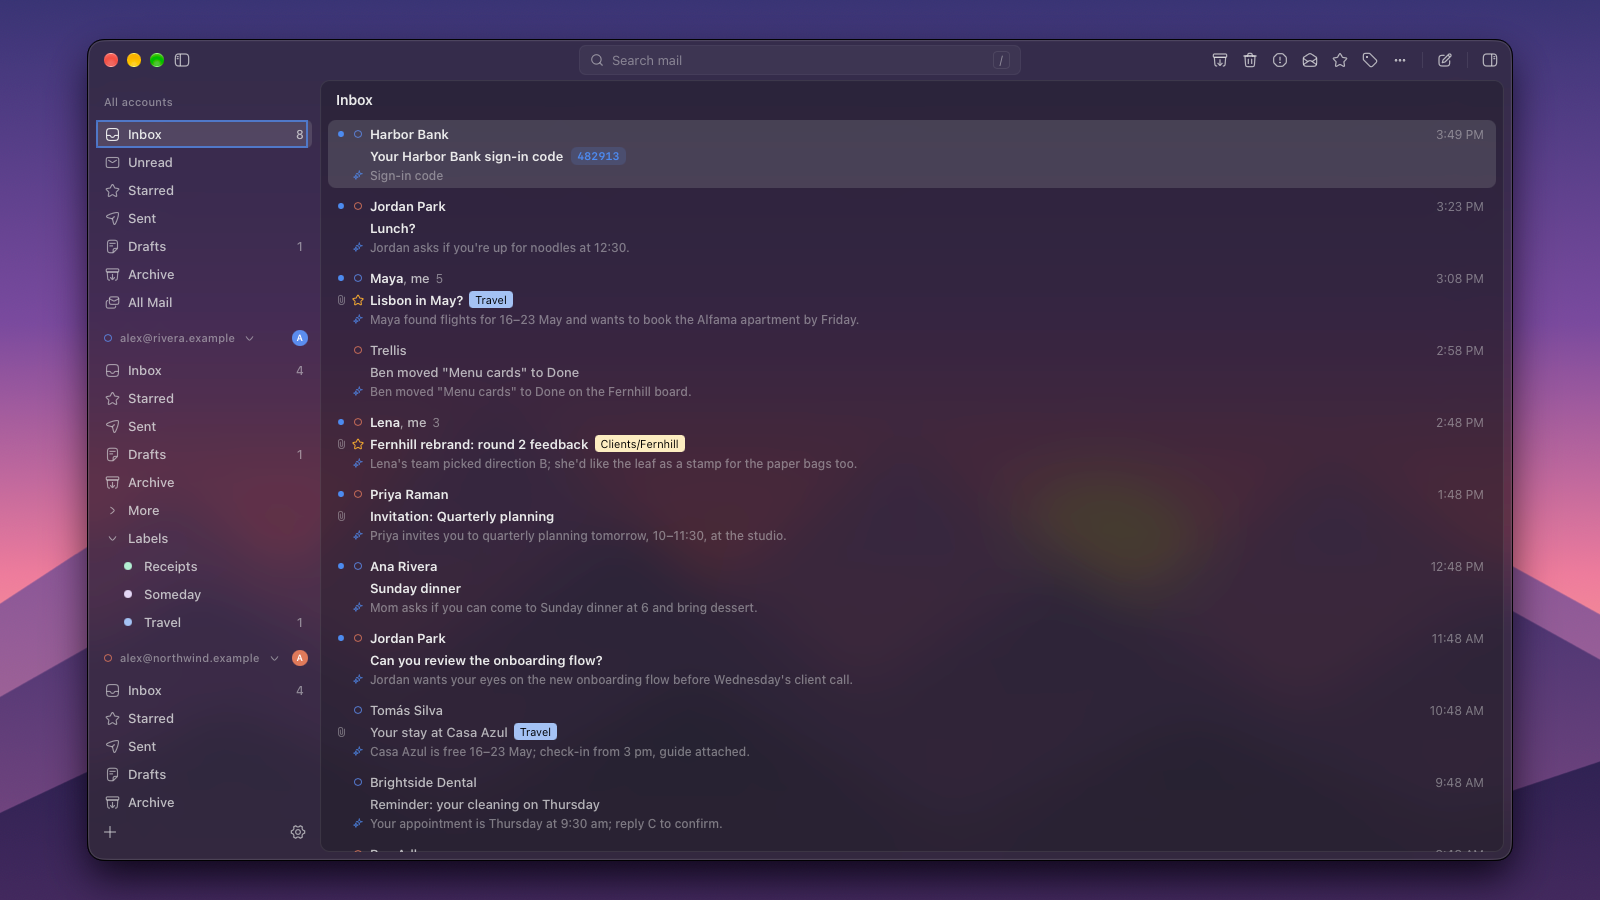 Search mail /
All accounts
Inbox 8
Unread
Starred
Sent
Drafts 1
Archive
All Mail
alex@rivera.example A
Inbox 4
Starred
Sent
Drafts 1
Archive
More
Labels
Receipts
Someday
Travel 1
alex@northwind.example A
Inbox 4
Starred
Sent
Drafts
Archive
Inbox
Harbor Bank 3:49 PM
Your Harbor Bank sign-in code 482913
Sign-in code
Jordan Park 3:23 PM
Lunch?
Jordan asks if you're up for noodles at 12:30.
Maya, me 5 3:08 PM
Lisbon in May? Travel
Maya found flights for 16–23 May and wants to book the Alfama apartment by Friday.
Trellis 2:58 PM
Ben moved "Menu cards" to Done
Ben moved "Menu cards" to Done on the Fernhill board.
Lena, me 3 2:48 PM
Fernhill rebrand: round 2 feedback Clients/Fernhill
Lena's team picked direction B; she'd like the leaf as a stamp for the paper bags too.
Priya Raman 1:48 PM
Invitation: Quarterly planning
Priya invites you to quarterly planning tomorrow, 10–11:30, at the studio.
Ana Rivera 12:48 PM
Sunday dinner
Mom asks if you can come to Sunday dinner at 6 and bring dessert.
Jordan Park 11:48 AM
Can you review the onboarding flow?
Jordan wants your eyes on the new onboarding flow before Wednesday's client call.
Tomás Silva 10:48 AM
Your stay at Casa Azul Travel
Casa Azul is free 16–23 May; check-in from 3 pm, guide attached.
Brightside Dental 9:48 AM
Reminder: your cleaning on Thursday
Your appointment is Thursday at 9:30 am; reply C to confirm.